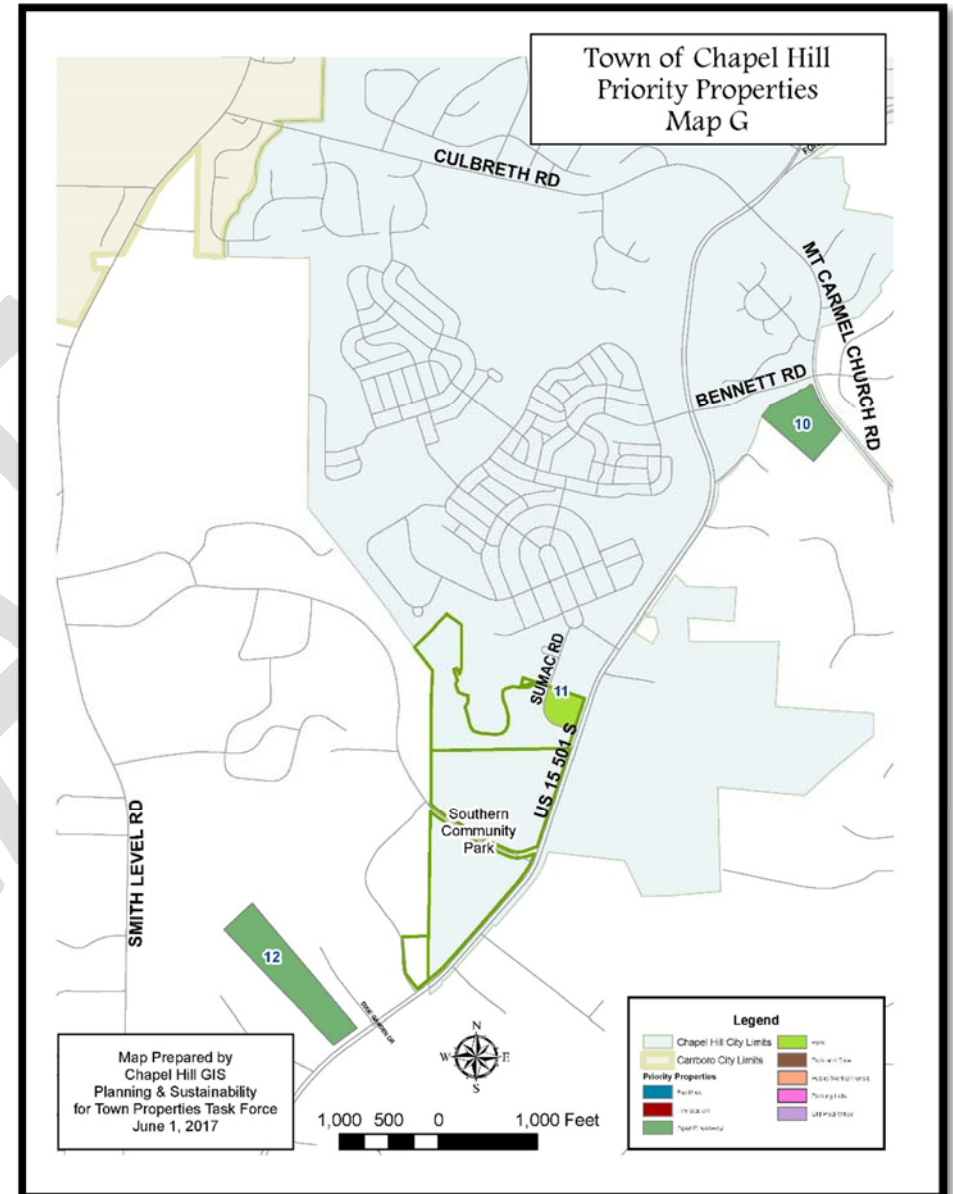 Town of Chapel Hill
Priority Properties
Map G
CULBRETH RD
MT CARMEL CHURCH RD
BENNETT RD
10
SUMAC RD
11
US 15 501 S
Southern
Community
Park
SMITH LEVEL RD
12
N
W E
S
Map Prepared by
Chapel Hill GIS
Planning & Sustainability
for Town Properties Task Force
June 1, 2017
1,000 500 0 1,000 Feet
Legend
Chapel Hill City Limits
Carrboro City Limits
Priority Properties